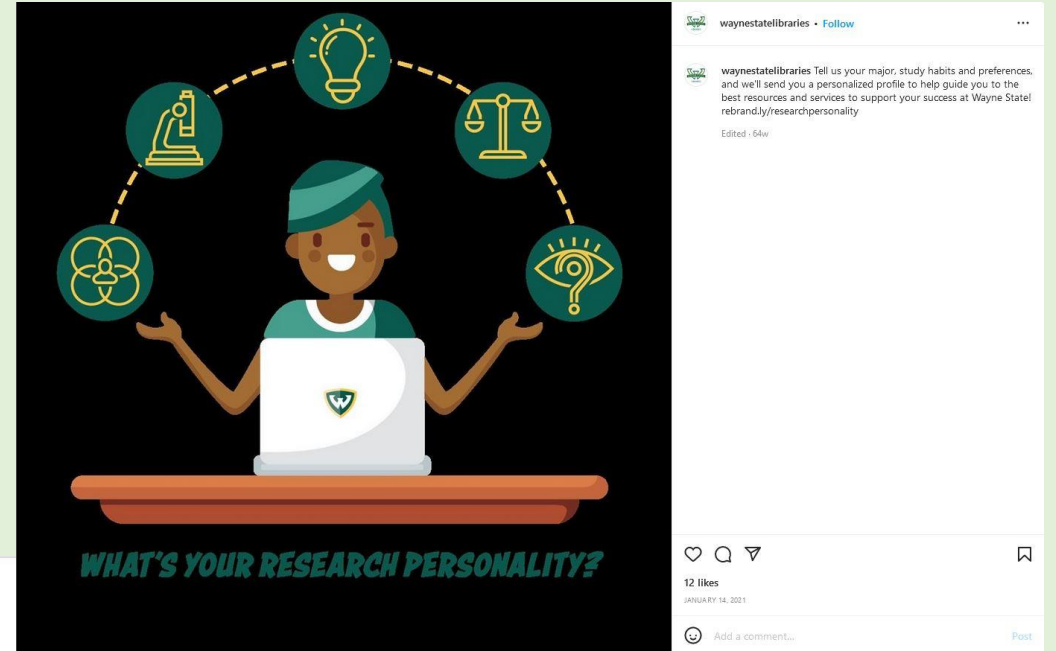 W
WHAT'S YOUR RESEARCH PERSONALITY?
waynestatelibraries • Follow
waynestatelibraries Tell us your major, study habits and preferences,
and we'll send you a personalized profile to help guide you to the
best resources and services to support your success at Wayne State!
rebrand.ly/researchpersonality
Edited · 64w
12 likes
JANUARY 14, 2021
Add a comment...
Post